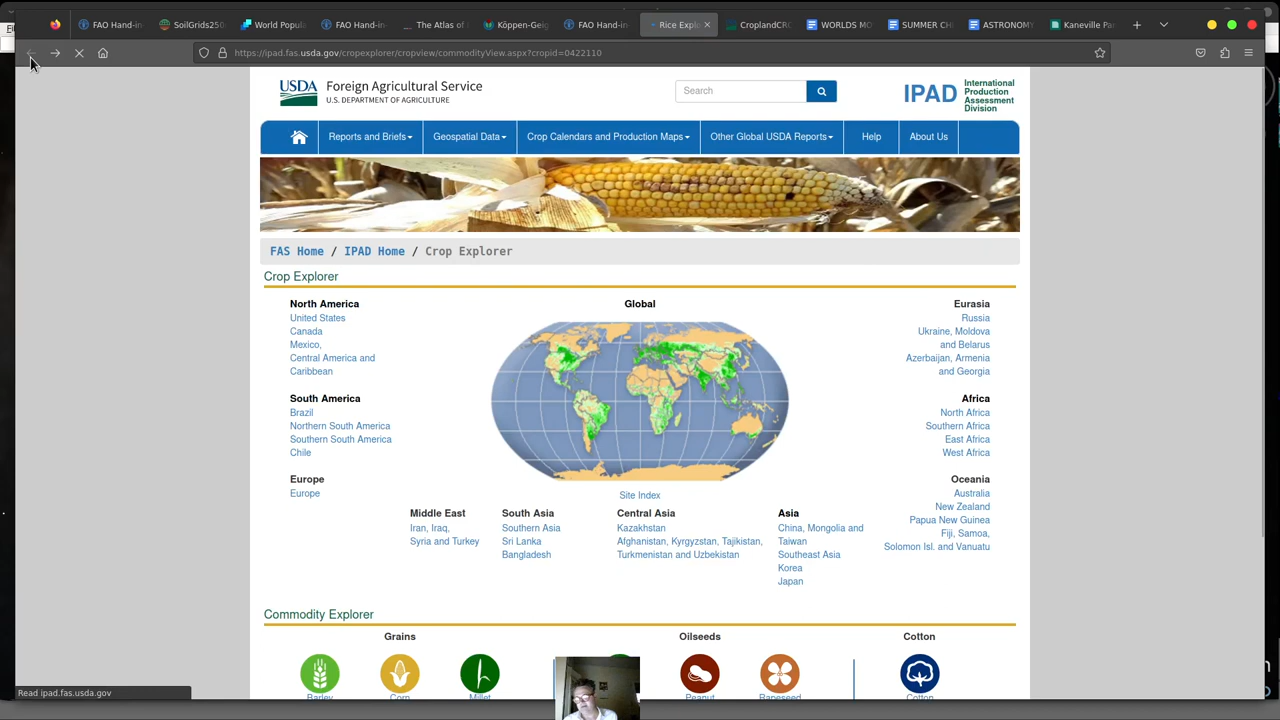 FAO Hand-in-
SoilGrids250
World Popula
FAO Hand-in-
The Atlas of
Köppen-Geig
FAO Hand-in-
Rice Explo
CroplandCRO
WORLDS MO
SUMMER CH
ASTRONOMY
Kaneville Pa
https://ipad.fas.usda.gov/cropexplorer/cropview/commodityView.aspx?cropid=0422110
USDA
Foreign Agricultural Service
U.S. DEPARTMENT OF AGRICULTURE
Search
IPAD
International
Production
Assessment
Division
Reports and Briefs
Geospatial Data
Crop Calendars and Production Maps
Other Global USDA Reports
Help
About Us
FAS Home / IPAD Home / Crop Explorer
Crop Explorer
North America
United States
Canada
Mexico,
Central America and
Caribbean
South America
Brazil
Northern South America
Southern South America
Chile
Europe
Europe
Global
Site Index
Middle East
Iran, Iraq,
Syria and Turkey
South Asia
Southern Asia
Sri Lanka
Bangladesh
Central Asia
Kazakhstan
Afghanistan, Kyrgyzstan, Tajikistan,
Turkmenistan and Uzbekistan
Asia
China, Mongolia and
Taiwan
Southeast Asia
Korea
Japan
Eurasia
Russia
Ukraine, Moldova
and Belarus
Azerbaijan, Armenia
and Georgia
Africa
North Africa
Southern Africa
East Africa
West Africa
Oceania
Australia
New Zealand
Papua New Guinea
Fiji, Samoa,
Solomon Isl. and Vanuatu
Commodity Explorer
Grains
Oilseeds
Cotton
Barley
Corn
Millet
Peanut
Rapeseed
Cotton
Read ipad.fas.usda.gov